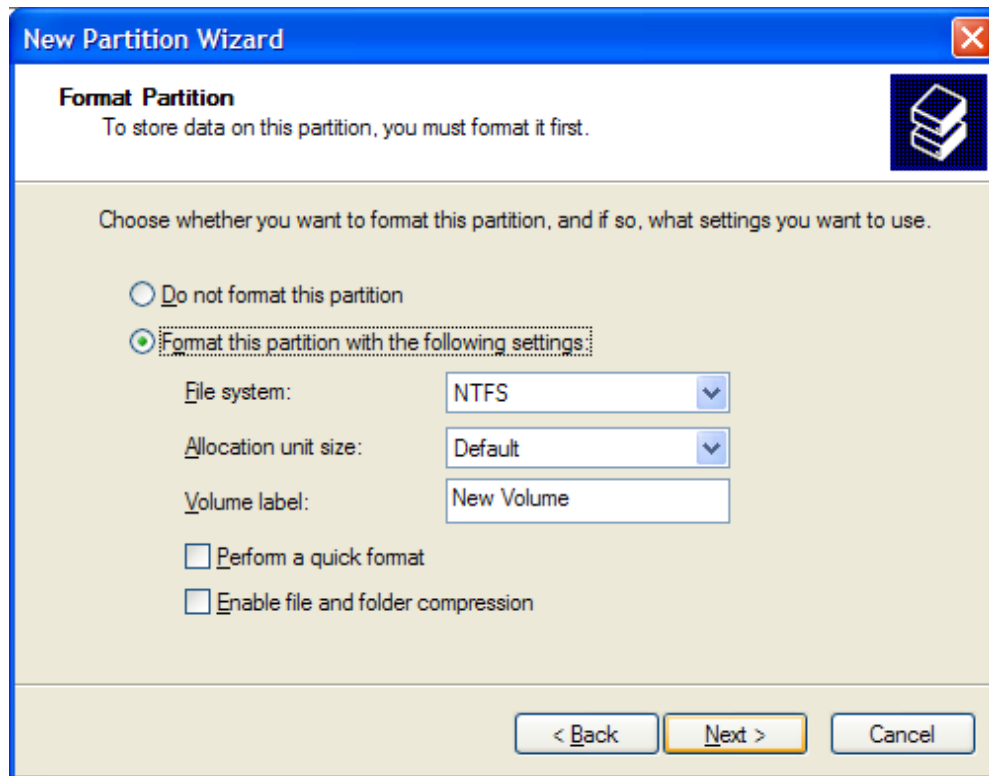 New Partition Wizard
Format Partition
To store data on this partition, you must format it first.
Choose whether you want to format this partition, and if so, what settings you want to use.
Do not format this partition
Format this partition with the following settings:
File system: NTFS
Allocation unit size: Default
Volume label: New Volume
Perform a quick format
Enable file and folder compression
< Back Next > Cancel